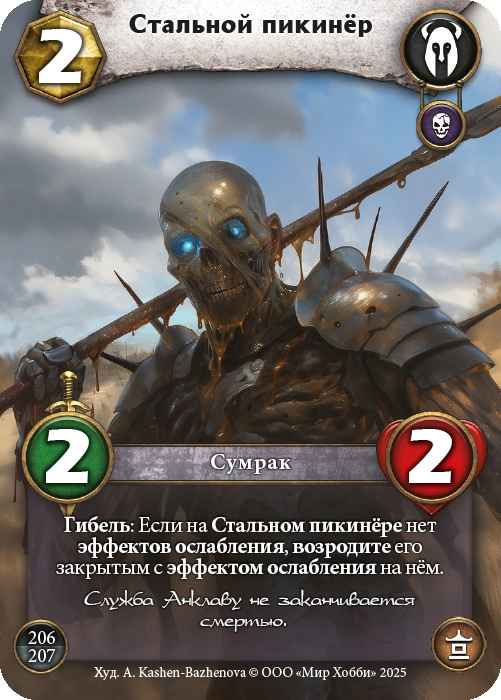 2
Стальной пикинёр
2
Сумрак
2
Гибель: Если на Стальном пикинёре нет
эффектов ослабления, возродите его
закрытым с эффектом ослабления на нём.
Служба Анклаву не заканчивается
смертью.
206
207
Худ. A. Kashen-Bazhenova © ООО «Мир Хобби» 2025